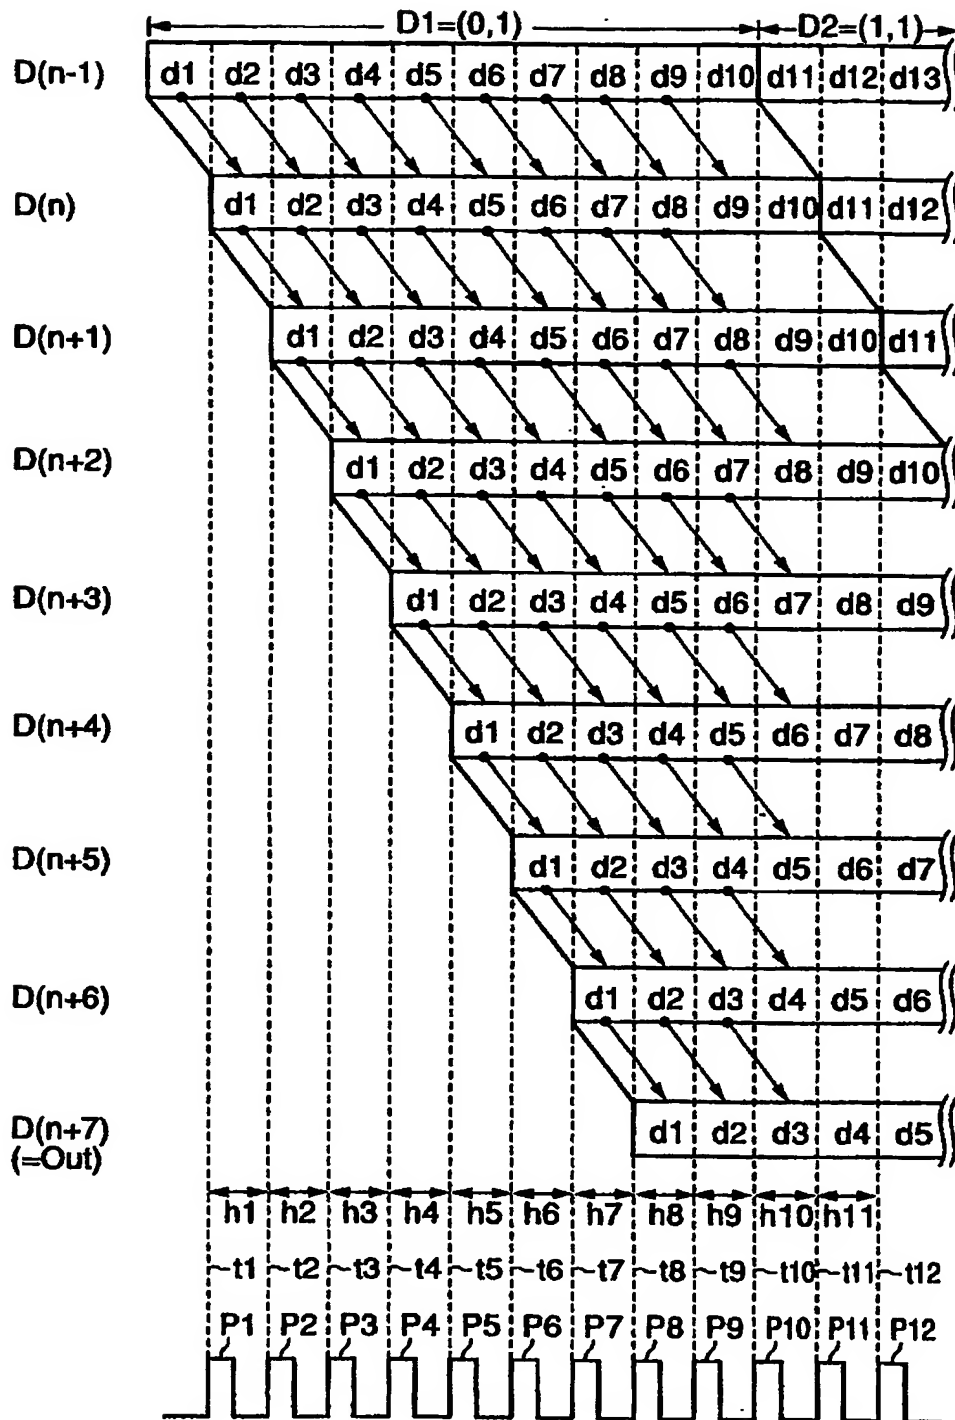 D1=(0,1) D2=(1,1)
D(n-1) d1 d2 d3 d4 d5 d6 d7 d8 d9 d10 d11 d12 d13
D(n) d1 d2 d3 d4 d5 d6 d7 d8 d9 d10 d11 d12
D(n+1) d1 d2 d3 d4 d5 d6 d7 d8 d9 d10 d11
D(n+2) d1 d2 d3 d4 d5 d6 d7 d8 d9 d10
D(n+3) d1 d2 d3 d4 d5 d6 d7 d8 d9
D(n+4) d1 d2 d3 d4 d5 d6 d7 d8
D(n+5) d1 d2 d3 d4 d5 d6 d7
D(n+6) d1 d2 d3 d4 d5 d6
D(n+7) d1 d2 d3 d4 d5
(=Out)
h1 h2 h3 h4 h5 h6 h7 h8 h9 h10 h11
~t1 ~t2 ~t3 ~t4 ~t5 ~t6 ~t7 ~t8 ~t9 ~t10 ~t11 ~t12
P1 P2 P3 P4 P5 P6 P7 P8 P9 P10 P11 P12